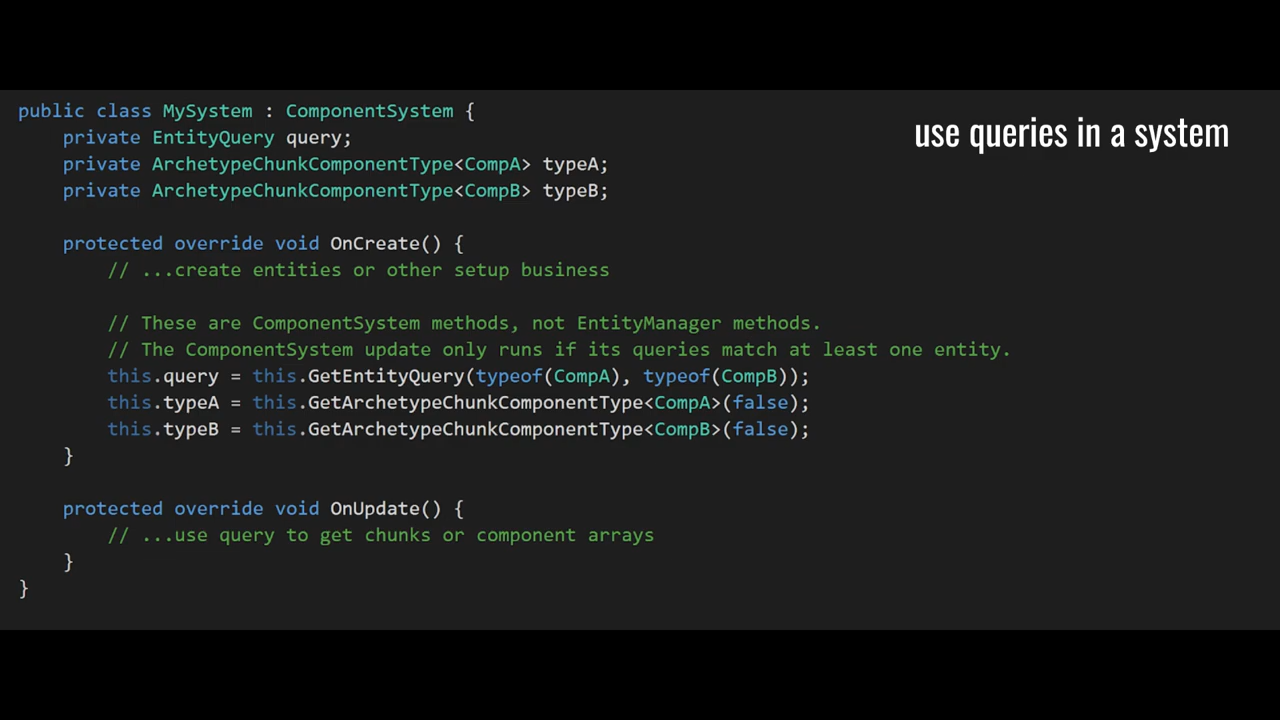 use queries in a system
public class MySystem : ComponentSystem {
    private EntityQuery query;
    private ArchetypeChunkComponentType<CompA> typeA;
    private ArchetypeChunkComponentType<CompB> typeB;

    protected override void OnCreate() {
        // ...create entities or other setup business

        // These are ComponentSystem methods, not EntityManager methods.
        // The ComponentSystem update only runs if its queries match at least one entity.
        this.query = this.GetEntityQuery(typeof(CompA), typeof(CompB));
        this.typeA = this.GetArchetypeChunkComponentType<CompA>(false);
        this.typeB = this.GetArchetypeChunkComponentType<CompB>(false);
    }

    protected override void OnUpdate() {
        // ...use query to get chunks or component arrays
    }
}